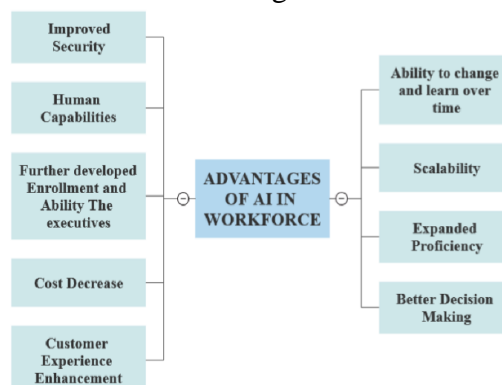 Improved
Security
Human
Capabilities
Further developed
Enrollment and
Ability The
executives
Cost Decrease
Customer
Experience
Enhancement
ADVANTAGES
OF AI IN
WORKFORCE
Ability to change
and learn over
time
Scalability
Expanded
Proficiency
Better Decision
Making